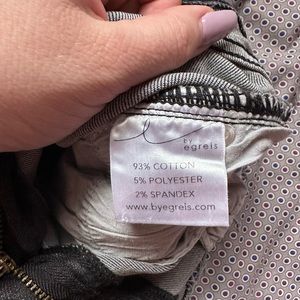 by
egreis
93% COTTON
5% POLYESTER
2% SPANDEX
www.byegreis.com